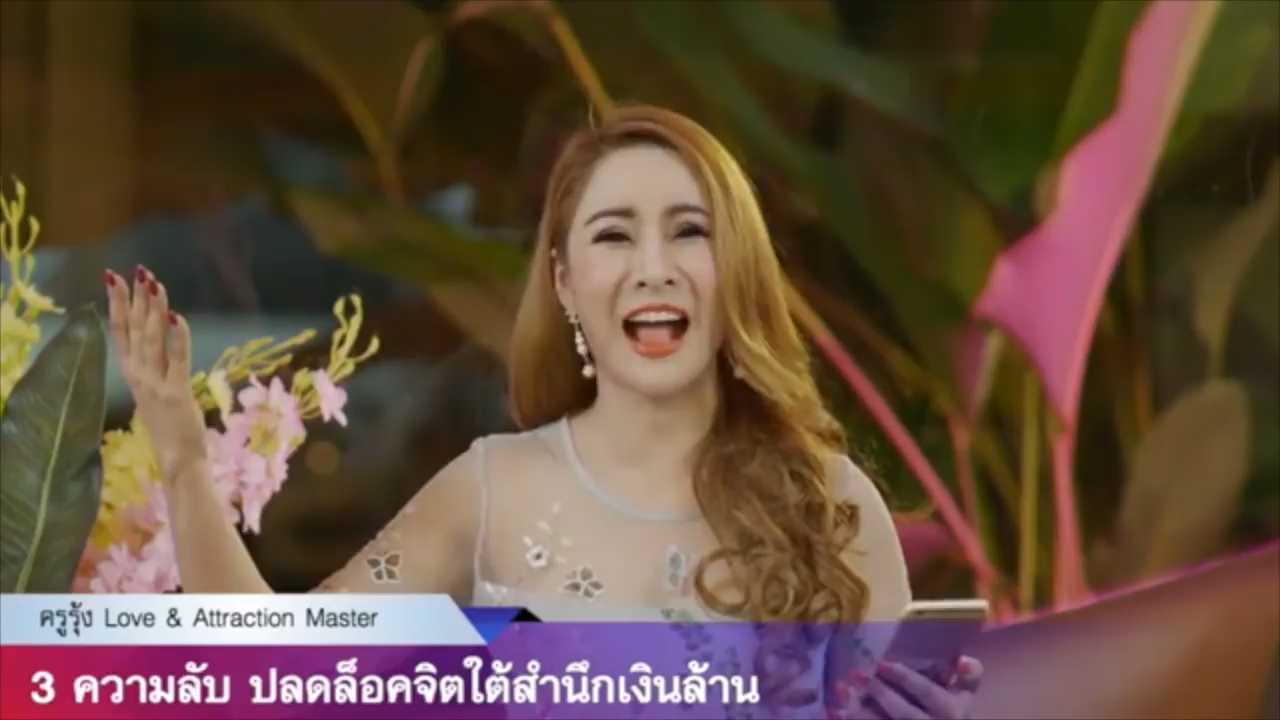 ครูรุ้ง Love & Attraction Master
3 ความลับ ปลดล็อคจิตใต้สำนึกเงินล้าน